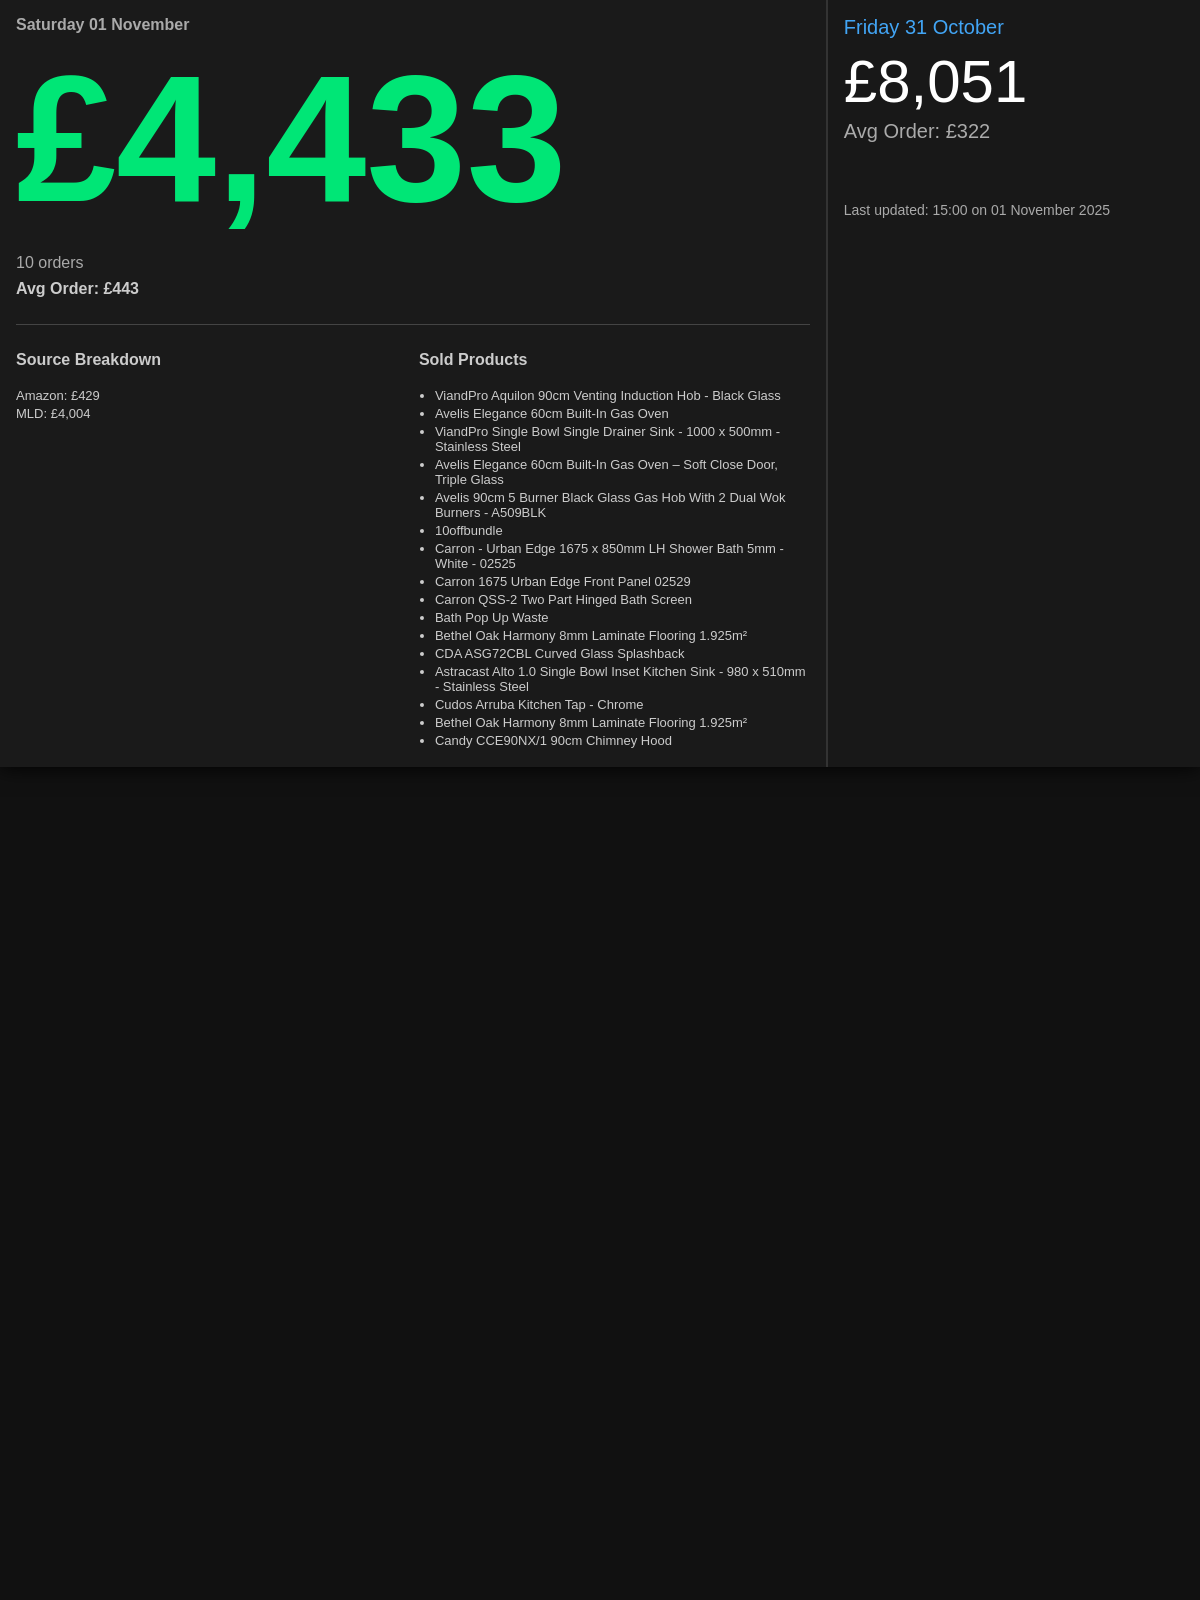 Saturday 01 November
£4,433
10 orders
Avg Order: £443
Source Breakdown
Amazon: £429
MLD: £4,004
Sold Products
• ViandPro Aquilon 90cm Venting Induction Hob - Black Glass
• Avelis Elegance 60cm Built-In Gas Oven
• ViandPro Single Bowl Single Drainer Sink - 1000 x 500mm -
Stainless Steel
• Avelis Elegance 60cm Built-In Gas Oven – Soft Close Door,
Triple Glass
• Avelis 90cm 5 Burner Black Glass Gas Hob With 2 Dual Wok
Burners - A509BLK
• 10offbundle
• Carron - Urban Edge 1675 x 850mm LH Shower Bath 5mm -
White - 02525
• Carron 1675 Urban Edge Front Panel 02529
• Carron QSS-2 Two Part Hinged Bath Screen
• Bath Pop Up Waste
• Bethel Oak Harmony 8mm Laminate Flooring 1.925m²
• CDA ASG72CBL Curved Glass Splashback
• Astracast Alto 1.0 Single Bowl Inset Kitchen Sink - 980 x 510mm
- Stainless Steel
• Cudos Arruba Kitchen Tap - Chrome
• Bethel Oak Harmony 8mm Laminate Flooring 1.925m²
• Candy CCE90NX/1 90cm Chimney Hood
Friday 31 October
£8,051
Avg Order: £322
Last updated: 15:00 on 01 November 2025